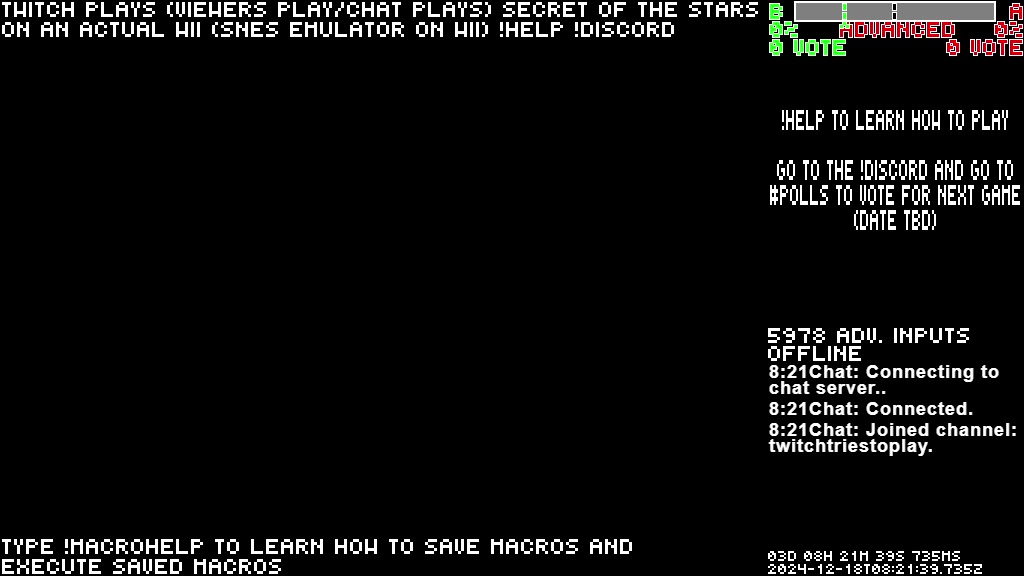 TWITCH PLAYS (VIEWERS PLAY/CHAT PLAYS) SECRET OF THE STARS
ON AN ACTUAL WII (SNES EMULATOR ON WII) !HELP !DISCORD
B A
0% ADVANCED 0%
0 VOTE 0 VOTE
!HELP TO LEARN HOW TO PLAY
GO TO THE !DISCORD AND GO TO
#POLLS TO VOTE FOR NEXT GAME
(DATE TBD)
5978 ADV. INPUTS
OFFLINE
8:21Chat: Connecting to
chat server..
8:21Chat: Connected.
8:21Chat: Joined channel:
twitchtriestoplay.
TYPE !MACROHELP TO LEARN HOW TO SAVE MACROS AND
EXECUTE SAVED MACROS
03D 08H 21M 39S 735MS
2024-12-18T08:21:39.735Z